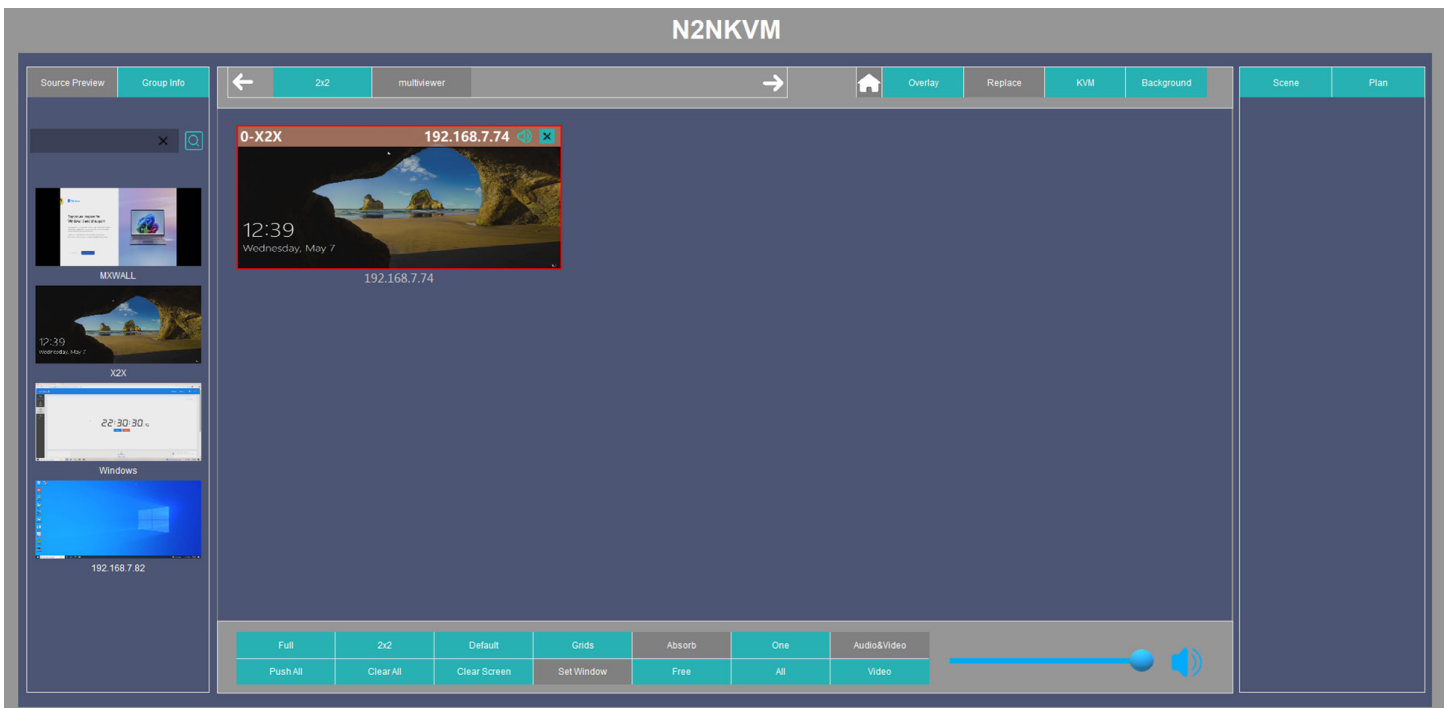 N2NKVM
Source Preview
Group Info
2x2
multiviewer
Overlay
Replace
KVM
Background
Scene
Plan
0-X2X
192.168.7.74
12:39
Wednesday, May 7
192.168.7.74
MXWALL
12:39
Wednesday, May 7
X2X
22:30:30
Windows
192.168.7.82
Full
2x2
Default
Grids
Absorb
One
Audio&Video
Push All
Clear All
Clear Screen
Set Window
Free
All
Video